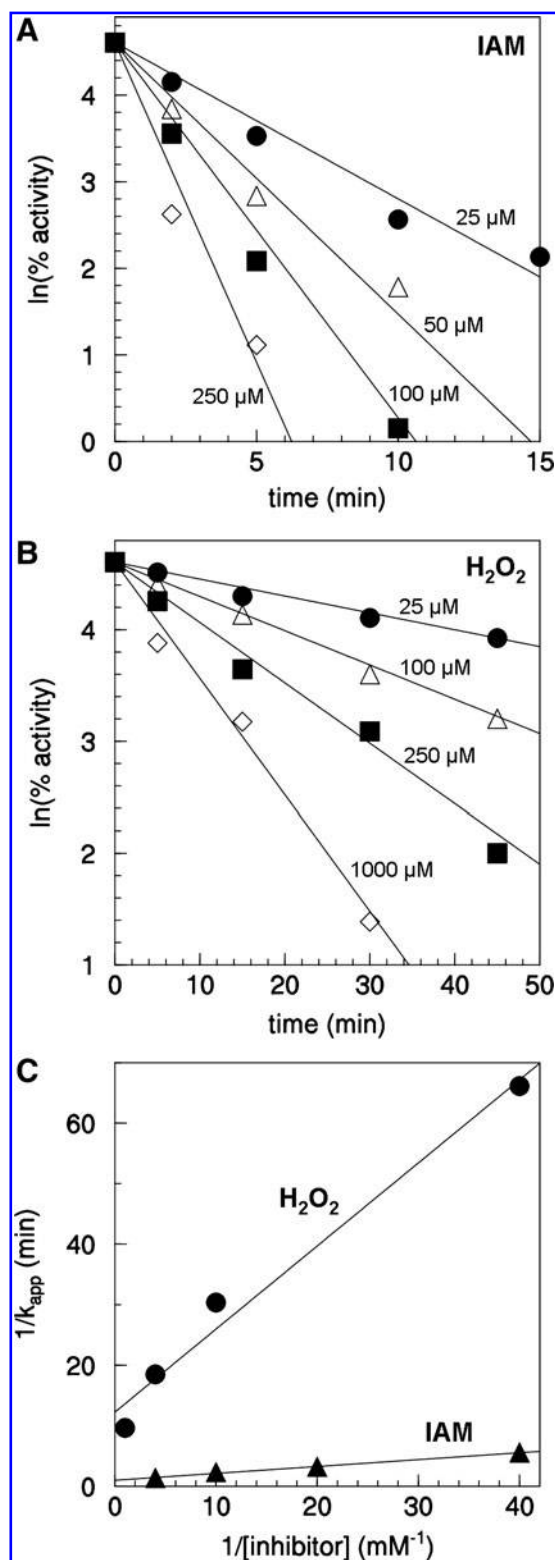 A
IAM
ln(% activity)
4
3
2
1
0
25 µM
50 µM
100 µM
250 µM
0 5 10 15
time (min)
B
H₂O₂
ln(% activity)
4
3
2
1
25 µM
100 µM
250 µM
1000 µM
0 10 20 30 40 50
time (min)
C
1/kₐₚₚ (min)
60
40
20
0
H₂O₂
IAM
0 10 20 30 40
1/[inhibitor] (mM⁻¹)